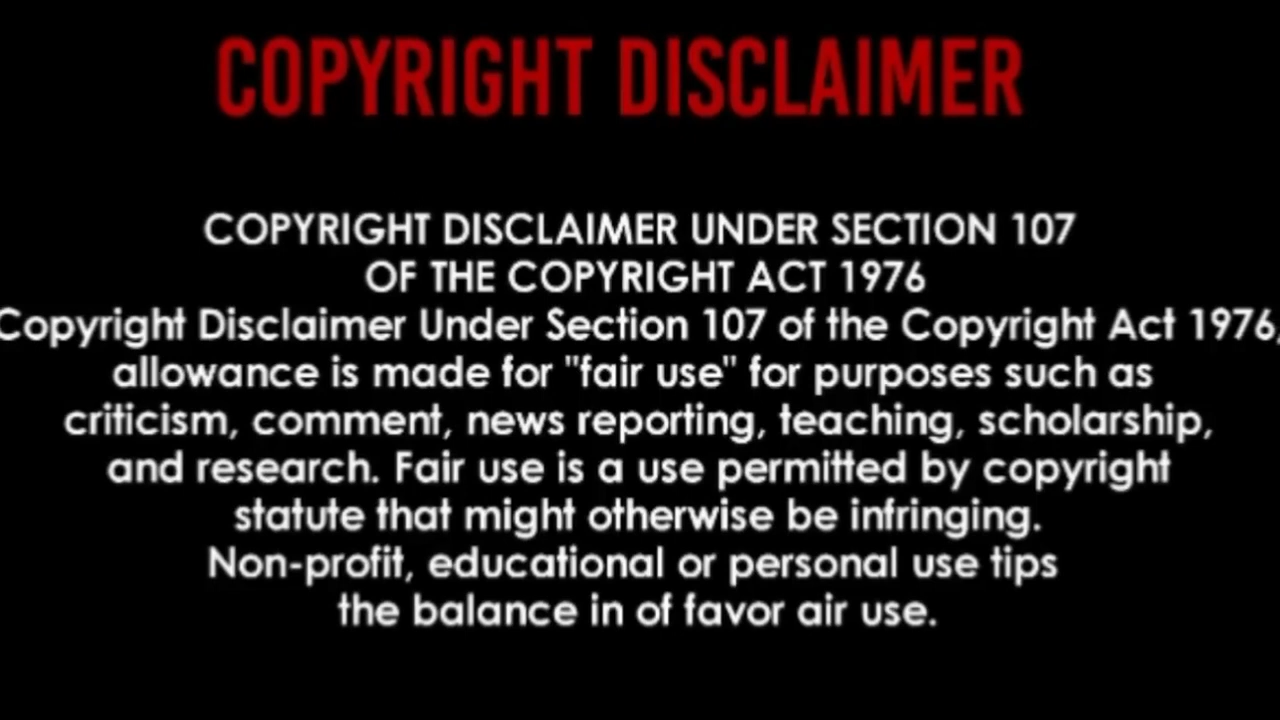 COPYRIGHT DISCLAIMER
COPYRIGHT DISCLAIMER UNDER SECTION 107
OF THE COPYRIGHT ACT 1976
Copyright Disclaimer Under Section 107 of the Copyright Act 1976,
allowance is made for "fair use" for purposes such as
criticism, comment, news reporting, teaching, scholarship,
and research. Fair use is a use permitted by copyright
statute that might otherwise be infringing.
Non-profit, educational or personal use tips
the balance in of favor air use.